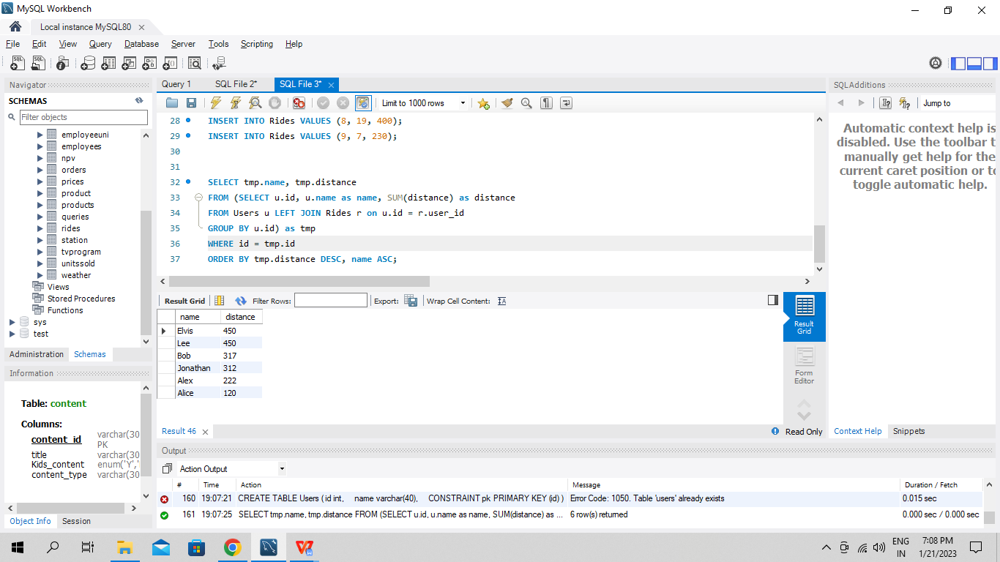 MySQL Workbench
Local instance MySQL80
File Edit View Query Database Server Tools Scripting Help
Navigator
SCHEMAS
Filter objects
employeeuni
employees
npv
orders
prices
product
products
queries
rides
station
tvprogram
unitssold
weather
Views
Stored Procedures
Functions
sys
test
Administration Schemas
Information
Table: content
Columns:
content_id varchar(30
PK
title varchar(30
Kids_content enum('Y','
content_type varchar(30
Object Info Session
Query 1 SQL File 2* SQL File 3*
Limit to 1000 rows
28 INSERT INTO Rides VALUES (8, 19, 400);
29 INSERT INTO Rides VALUES (9, 7, 230);
30
31
32 SELECT tmp.name, tmp.distance
33 FROM (SELECT u.id, u.name as name, SUM(distance) as distance
34 FROM Users u LEFT JOIN Rides r on u.id = r.user_id
35 GROUP BY u.id) as tmp
36 WHERE id = tmp.id
37 ORDER BY tmp.distance DESC, name ASC;
Result Grid Filter Rows: Export: Wrap Cell Content:
name distance
Elvis 450
Lee 450
Bob 317
Jonathan 312
Alex 222
Alice 120
Result
Grid
Form
Editor
Result 46
Read Only
SQLAdditions
Jump to
Automatic context help is
disabled. Use the toolbar t
manually get help for the
current caret position or to
toggle automatic help.
Context Help Snippets
Output
Action Output
# Time Action Message Duration / Fetch
160 19:07:21 CREATE TABLE Users ( id int, name varchar(40), CONSTRAINT pk PRIMARY KEY (id) ) Error Code: 1050. Table 'users' already exists 0.015 sec
161 19:07:25 SELECT tmp.name, tmp.distance FROM (SELECT u.id, u.name as name, SUM(distance) as ... 6 row(s) returned 0.000 sec / 0.000 sec
ENG
IN
7:08 PM
1/21/2023